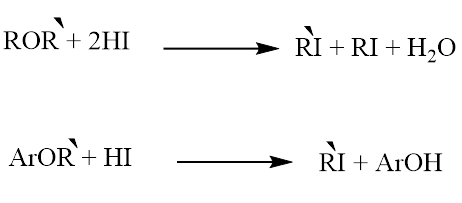 ROR` + 2HI → R`I + RI + H₂O
ArOR` + HI → R`I + ArOH